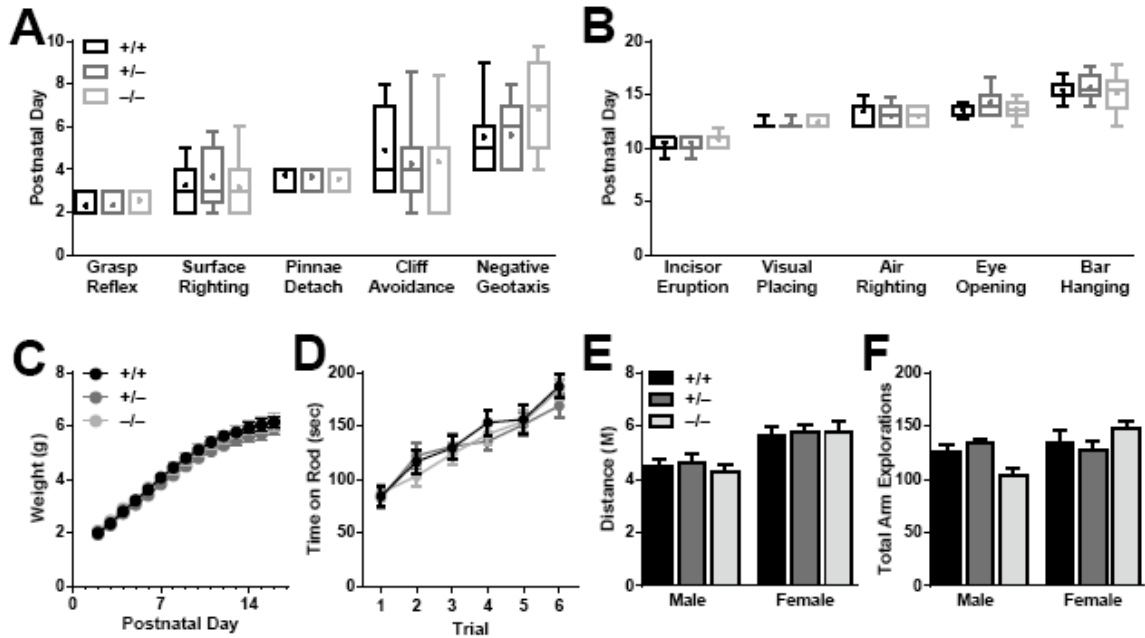 A
+/+
+/–
–/–
Postnatal Day
10
8
6
4
2
0
Grasp Reflex
Surface Righting
Pinnae Detach
Cliff Avoidance
Negative Geotaxis
B
Postnatal Day
20
15
10
5
0
Incisor Eruption
Visual Placing
Air Righting
Eye Opening
Bar Hanging
C
+/+
+/–
–/–
Weight (g)
8
6
4
2
0
0 7 14
Postnatal Day
D
Time on Rod (sec)
200
150
100
50
0
1 2 3 4 5 6
Trial
E
+/+
+/–
–/–
Distance (M)
8
6
4
2
0
Male Female
F
Total Arm Explorations
200
150
100
50
0
Male Female